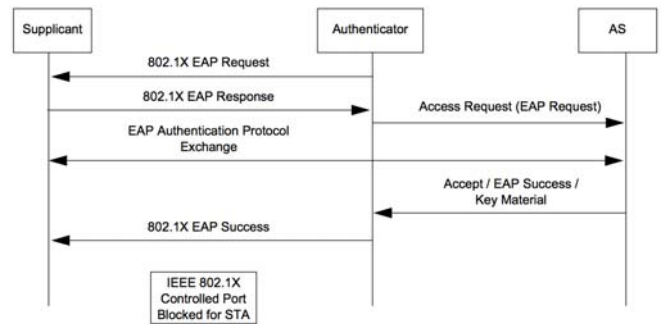 Supplicant
Authenticator
AS
802.1X EAP Request
802.1X EAP Response
Access Request (EAP Request)
EAP Authentication Protocol
Exchange
Accept / EAP Success /
Key Material
802.1X EAP Success
IEEE 802.1X
Controlled Port
Blocked for STA